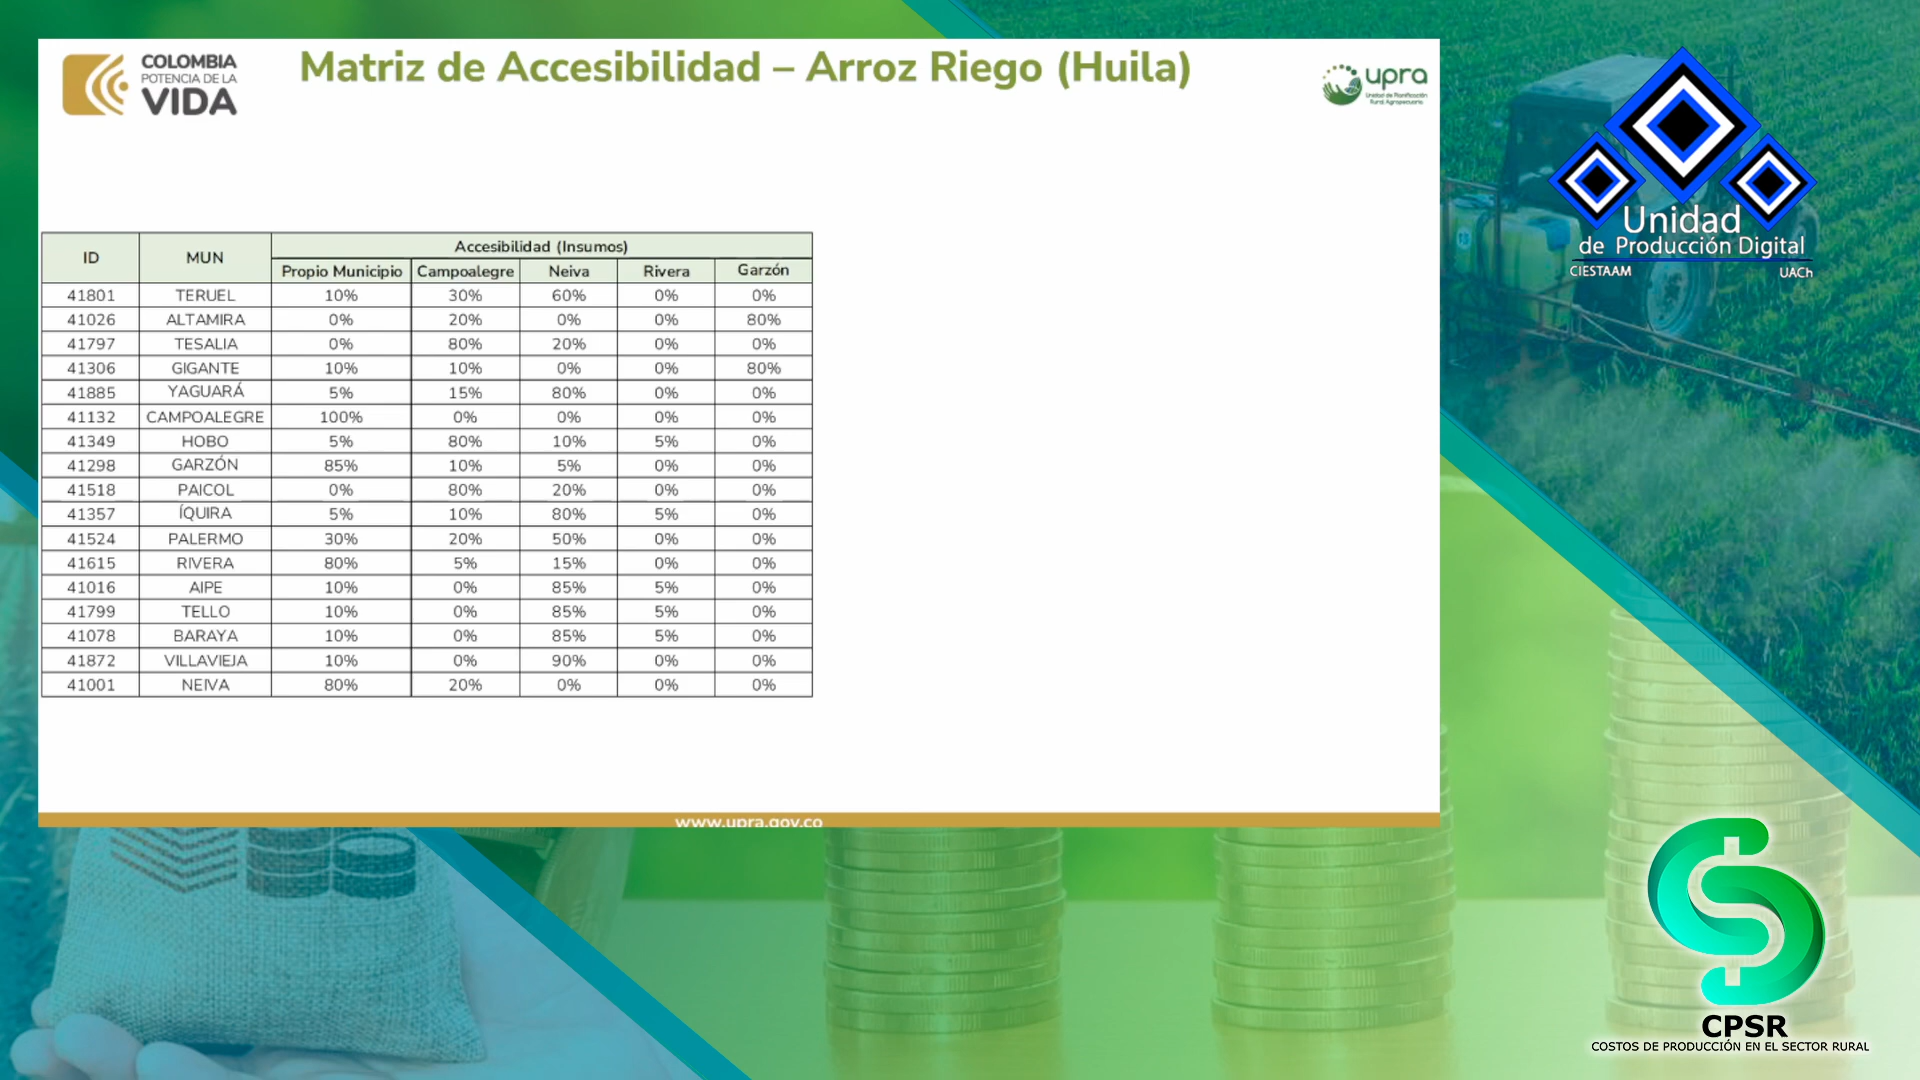 COLOMBIA
POTENCIA DE LA
VIDA
Matriz de Accesibilidad – Arroz Riego (Huila)
upra
Unidad de Planificación
Rural Agropecuaria
Unidad
de Producción Digital
CIESTAAM UACh
ID MUN Accesibilidad (Insumos)
Propio Municipio Campoalegre Neiva Rivera Garzón
41801 TERUEL 10% 30% 60% 0% 0%
41026 ALTAMIRA 0% 20% 0% 0% 80%
41797 TESALIA 0% 80% 20% 0% 0%
41306 GIGANTE 10% 10% 0% 0% 80%
41885 YAGUARÁ 5% 15% 80% 0% 0%
41132 CAMPOALEGRE 100% 0% 0% 0% 0%
41349 HOBO 5% 80% 10% 5% 0%
41298 GARZÓN 85% 10% 5% 0% 0%
41518 PAICOL 0% 80% 20% 0% 0%
41357 ÍQUIRA 5% 10% 80% 5% 0%
41524 PALERMO 30% 20% 50% 0% 0%
41615 RIVERA 80% 5% 15% 0% 0%
41016 AIPE 10% 0% 85% 5% 0%
41799 TELLO 10% 0% 85% 5% 0%
41078 BARAYA 10% 0% 85% 5% 0%
41872 VILLAVIEJA 10% 0% 90% 0% 0%
41001 NEIVA 80% 20% 0% 0% 0%
www.upra.gov.co
CPSR
COSTOS DE PRODUCCIÓN EN EL SECTOR RURAL